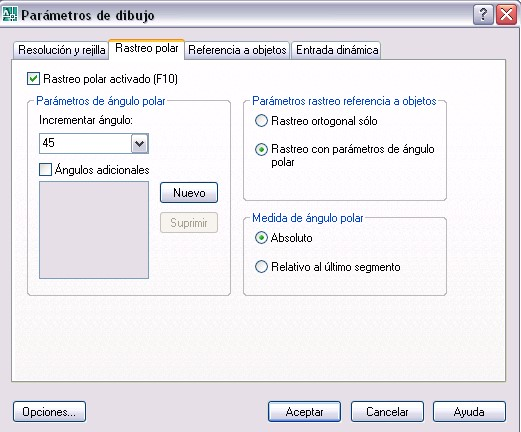 Parámetros de dibujo
Resolución y rejilla
Rastreo polar
Referencia a objetos
Entrada dinámica
Rastreo polar activado (F10)
Parámetros de ángulo polar
Incrementar ángulo:
45
Ángulos adicionales
Nuevo
Suprimir
Parámetros rastreo referencia a objetos
Rastreo ortogonal sólo
Rastreo con parámetros de ángulo
polar
Medida de ángulo polar
Absoluto
Relativo al último segmento
Opciones...
Aceptar
Cancelar
Ayuda